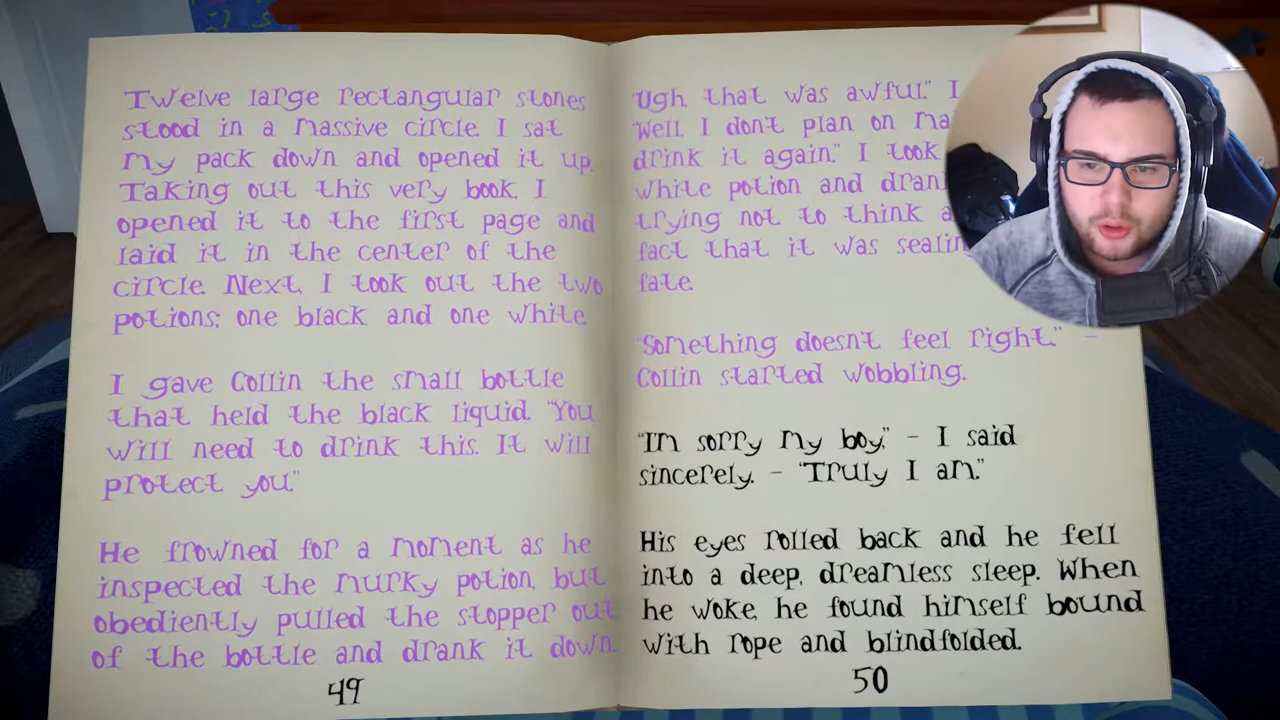 Twelve large rectangular stones
stood in a massive circle. I sat
my pack down and opened it up.
Taking out this very book, I
opened it to the first page and
laid it in the center of the
circle. Next, I took out the two
potions; one black and one white.
I gave Collin the small bottle
that held the black liquid. "You
will need to drink this. It will
protect you."
He frowned for a moment as he
inspected the murky potion, but
obediently pulled the stopper out
of the bottle and drank it down.
49
"Ugh, that was awful." I
"Well, I don't plan on
drink it again." I took
white potion and
trying not to think
fact that it was
fate.
"Something doesn't feel right." -
Collin started wobbling.
"I'm sorry my boy," - I said
sincerely. - "Truly I am."
His eyes rolled back and he fell
into a deep, dreamless sleep. When
he woke, he found himself bound
with rope and blindfolded.
50